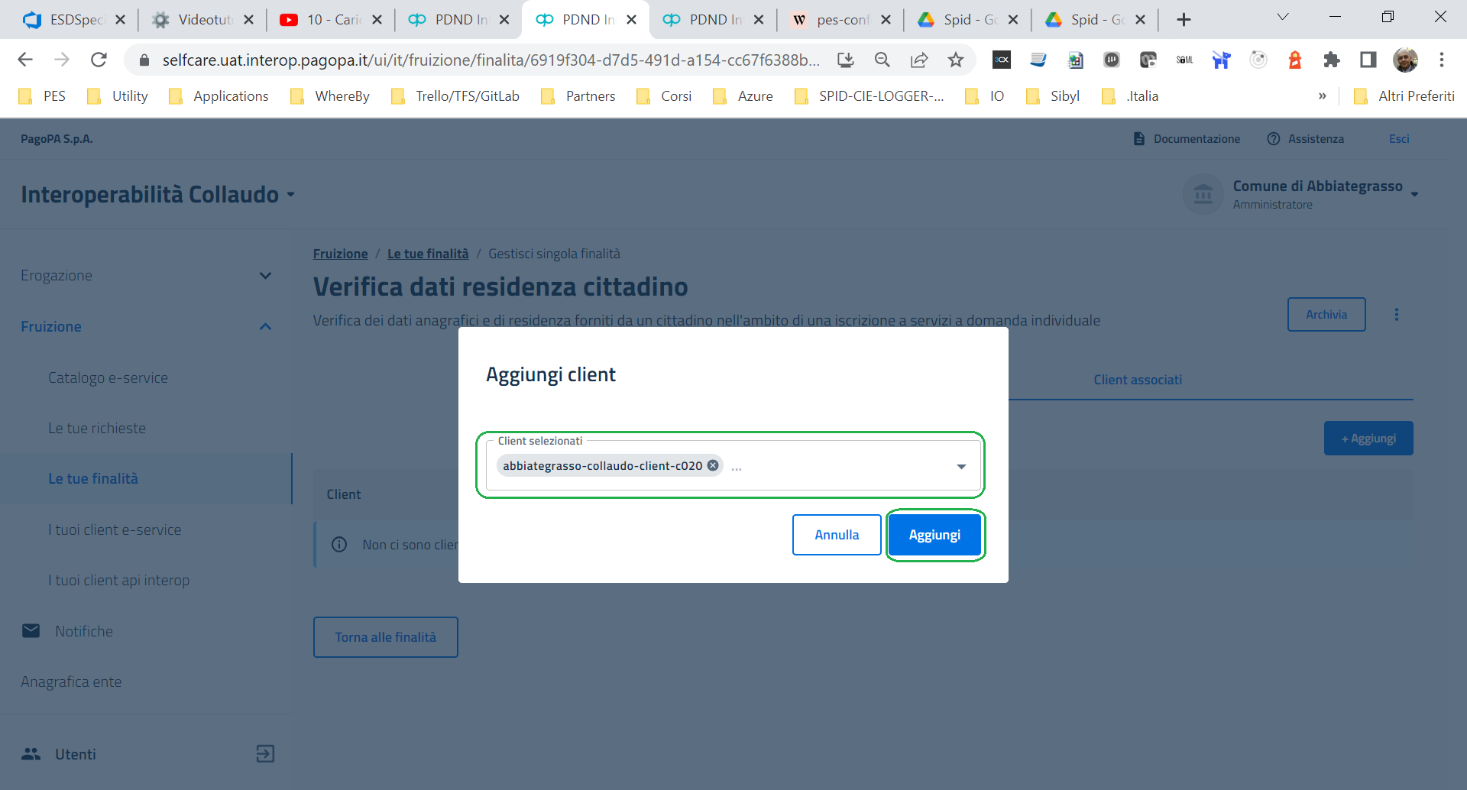 ESDSpeci
Videotuto
10 - Caric
PDND In
PDND In
PDND In
pes-conf
Spid - Go
Spid - Go
selfcare.uat.interop.pagopa.it/ui/it/fruizione/finalita/6919f304-d7d5-491d-a154-cc67f6388b...
PES
Utility
Applications
WhereBy
Trello/TFS/GitLab
Partners
Corsi
Azure
SPID-CIE-LOGGER-...
IO
Sibyl
.Italia
»
Altri Preferiti
PagoPA S.p.A.
Documentazione
Assistenza
Esci
Interoperabilità Collaudo
Comune di Abbiategrasso
Amministratore
Erogazione
Fruizione
Catalogo e-service
Le tue richieste
Le tue finalità
I tuoi client e-service
I tuoi client api interop
Notifiche
Anagrafica ente
Utenti
Fruizione / Le tue finalità / Gestisci singola finalità
Verifica dati residenza cittadino
Verifica dei dati anagrafici e di residenza forniti da un cittadino nell'ambito di una iscrizione a servizi a domanda individuale
Archivia
Client associati
+ Aggiungi
Client
Non ci sono clien
Aggiungi client
Client selezionati
abbiategrasso-collaudo-client-c020 ...
Annulla
Aggiungi
Torna alle finalità